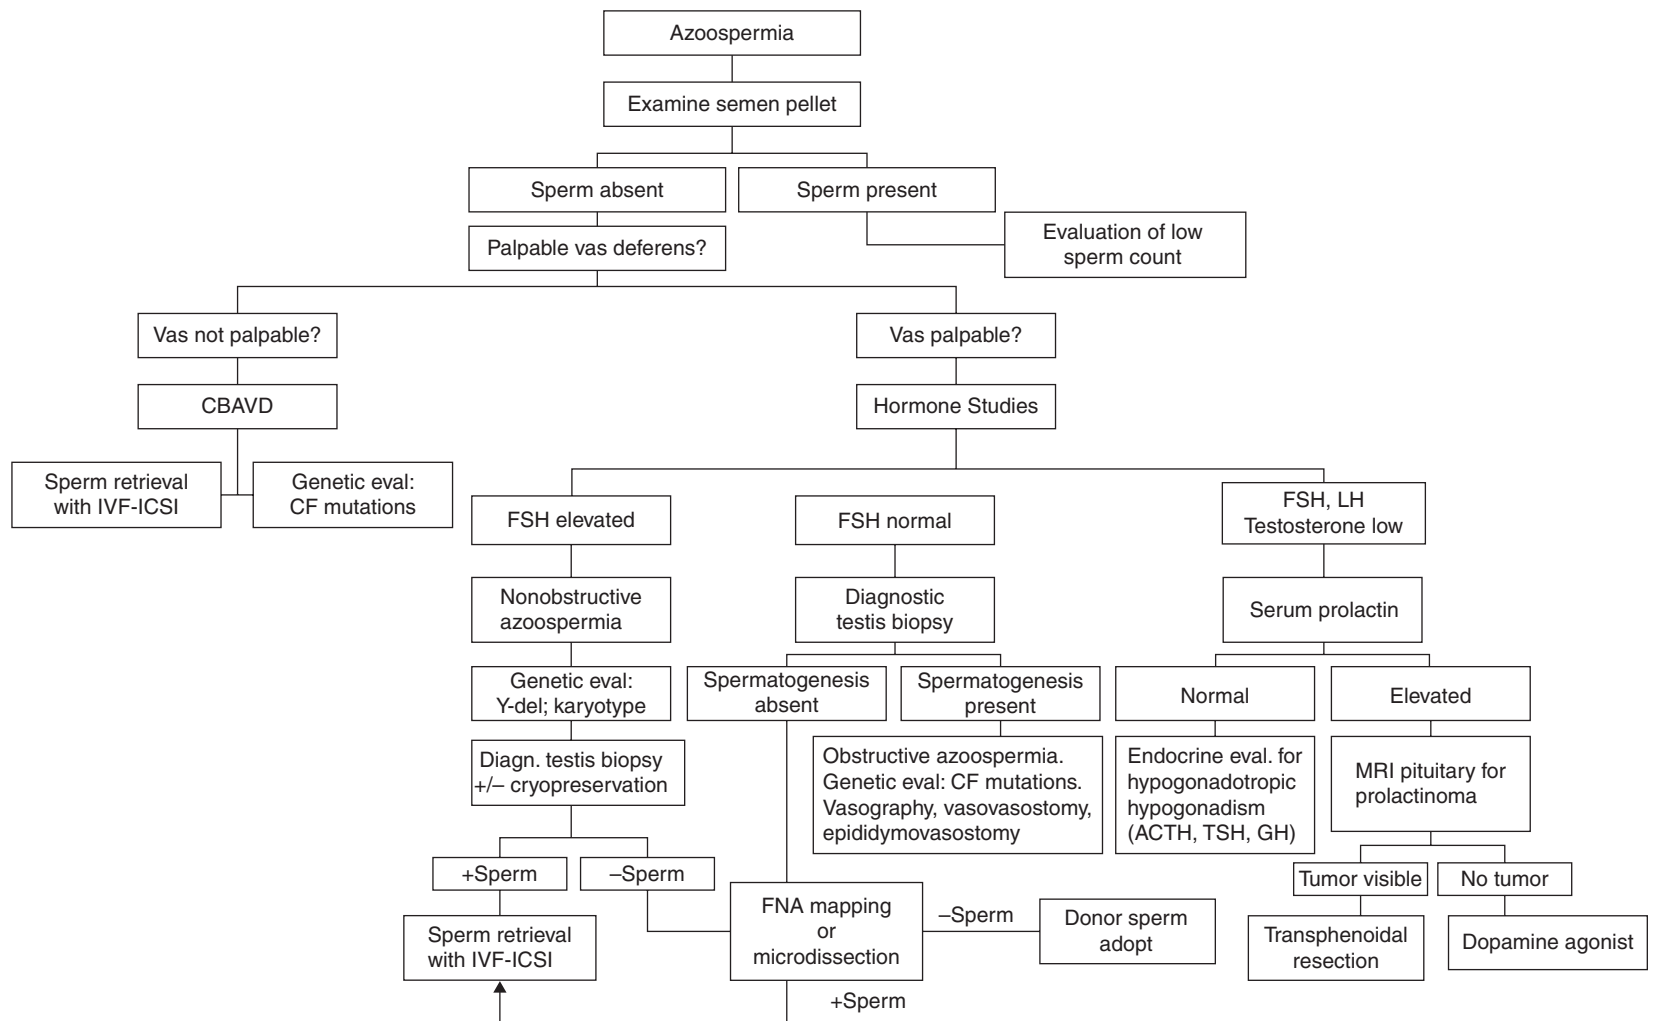 Azoospermia
Examine semen pellet
Sperm absent
Sperm present
Palpable vas deferens?
Evaluation of low
sperm count
Vas not palpable?
Vas palpable?
CBAVD
Hormone Studies
Sperm retrieval
with IVF-ICSI
Genetic eval:
CF mutations
FSH elevated
FSH normal
FSH, LH
Testosterone low
Nonobstructive
azoospermia
Diagnostic
testis biopsy
Serum prolactin
Genetic eval:
Y-del; karyotype
Spermatogenesis
absent
Spermatogenesis
present
Normal
Elevated
Diagn. testis biopsy
+/– cryopreservation
Obstructive azoospermia.
Genetic eval: CF mutations.
Vasography, vasovasostomy,
epididymovasostomy
Endocrine eval. for
hypogonadotropic
hypogonadism
(ACTH, TSH, GH)
MRI pituitary for
prolactinoma
+Sperm
–Sperm
Tumor visible
No tumor
Sperm retrieval
with IVF-ICSI
FNA mapping
or
microdissection
–Sperm
Donor sperm
adopt
Transphenoidal
resection
Dopamine agonist
+Sperm